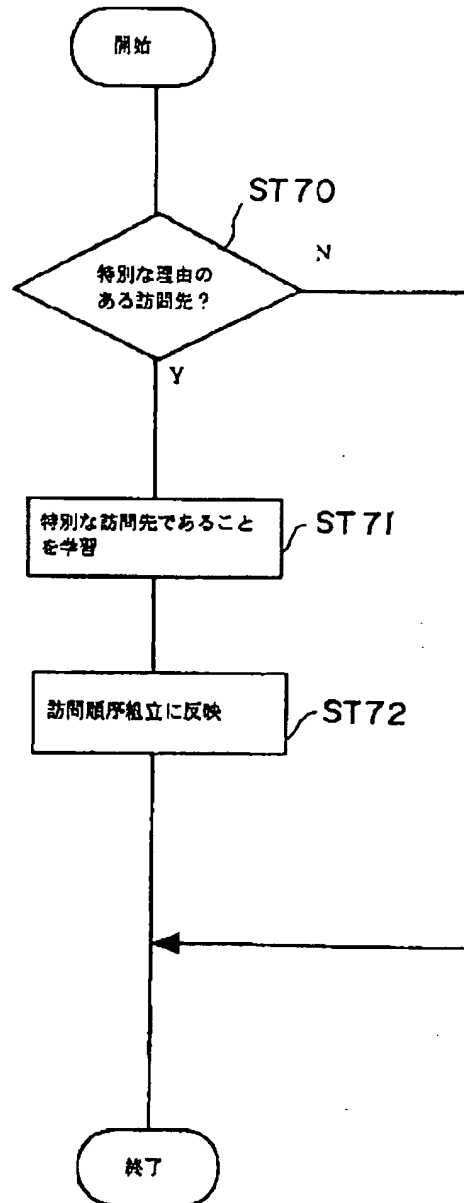 開始
ST70
N
特別な理由の
ある訪問先?
Y
特別な訪問先であること
を学習
ST71
訪問順序組立に反映
ST72
終了